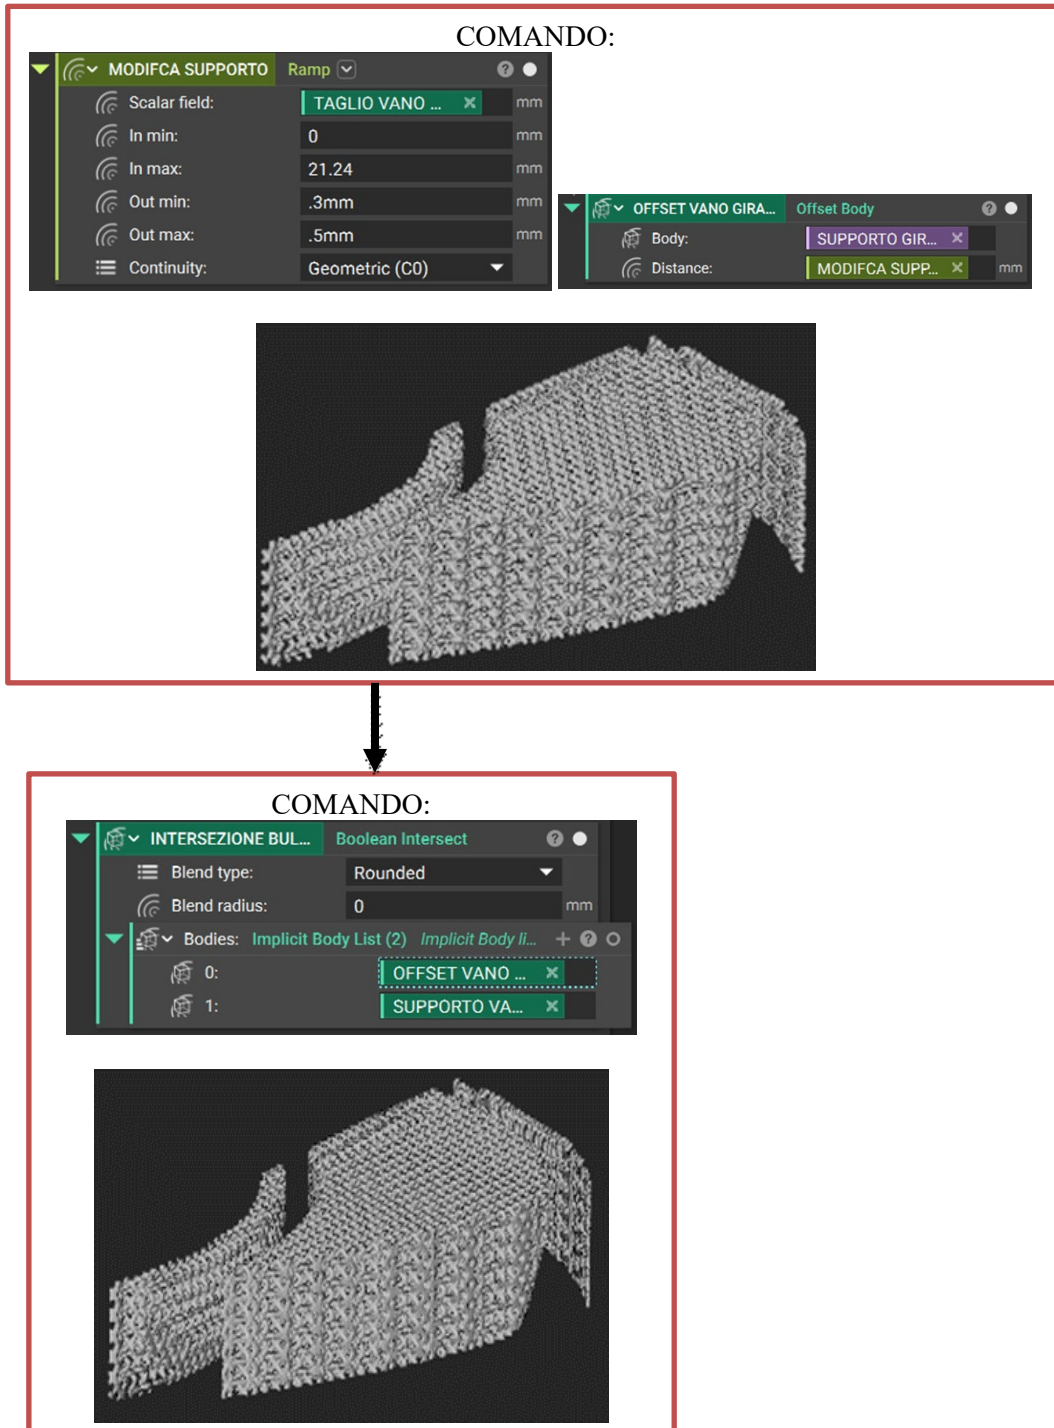 COMANDO:
MODIFCA SUPPORTO Ramp
Scalar field: TAGLIO VANO ... mm
In min: 0 mm
In max: 21.24 mm
Out min: .3mm mm
Out max: .5mm mm
Continuity: Geometric (C0)
OFFSET VANO GIRA... Offset Body
Body: SUPPORTO GIR...
Distance: MODIFCA SUPP... mm
COMANDO:
INTERSEZIONE BUL... Boolean Intersect
Blend type: Rounded
Blend radius: 0 mm
Bodies: Implicit Body List (2) Implicit Body li...
0: OFFSET VANO ...
1: SUPPORTO VA...